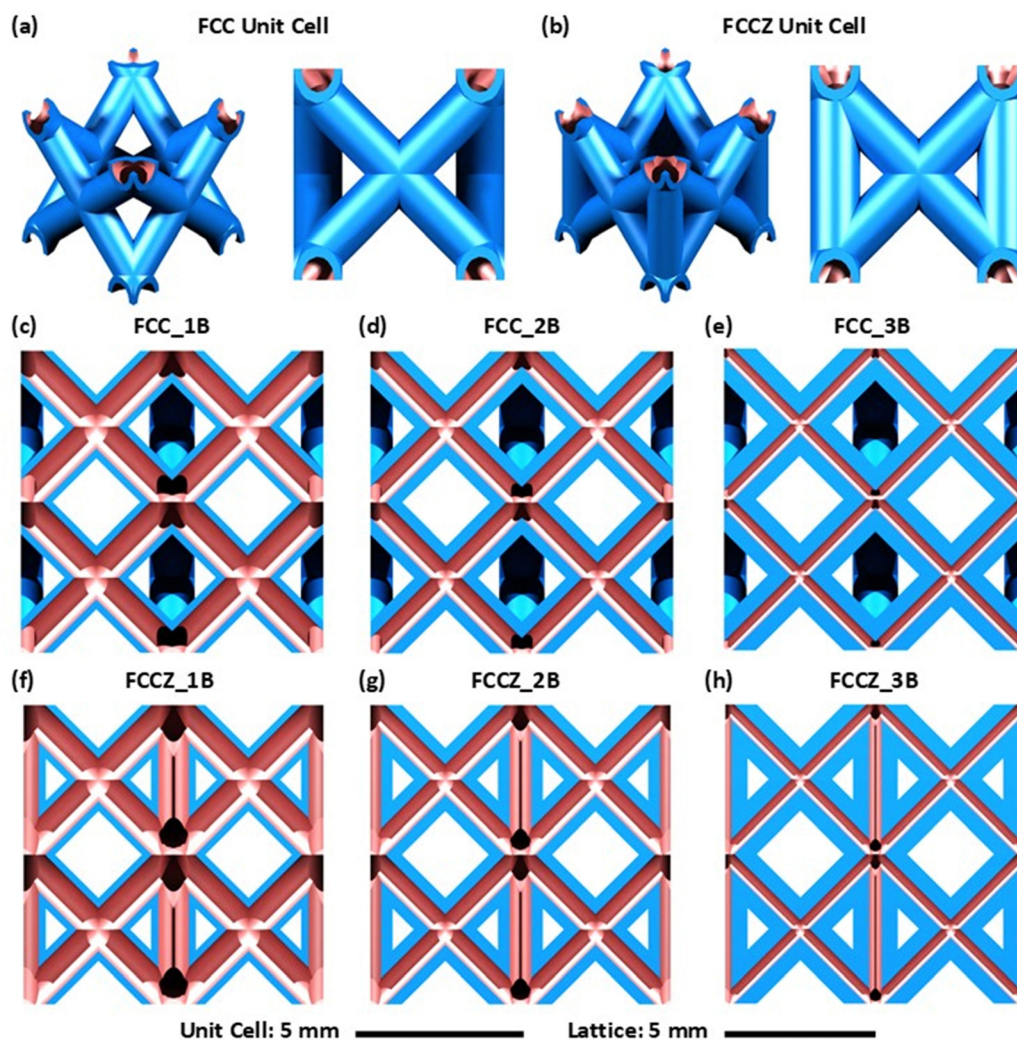 (a) FCC Unit Cell (b) FCCZ Unit Cell
(c) FCC_1B (d) FCC_2B (e) FCC_3B
(f) FCCZ_1B (g) FCCZ_2B (h) FCCZ_3B
Unit Cell: 5 mm Lattice: 5 mm